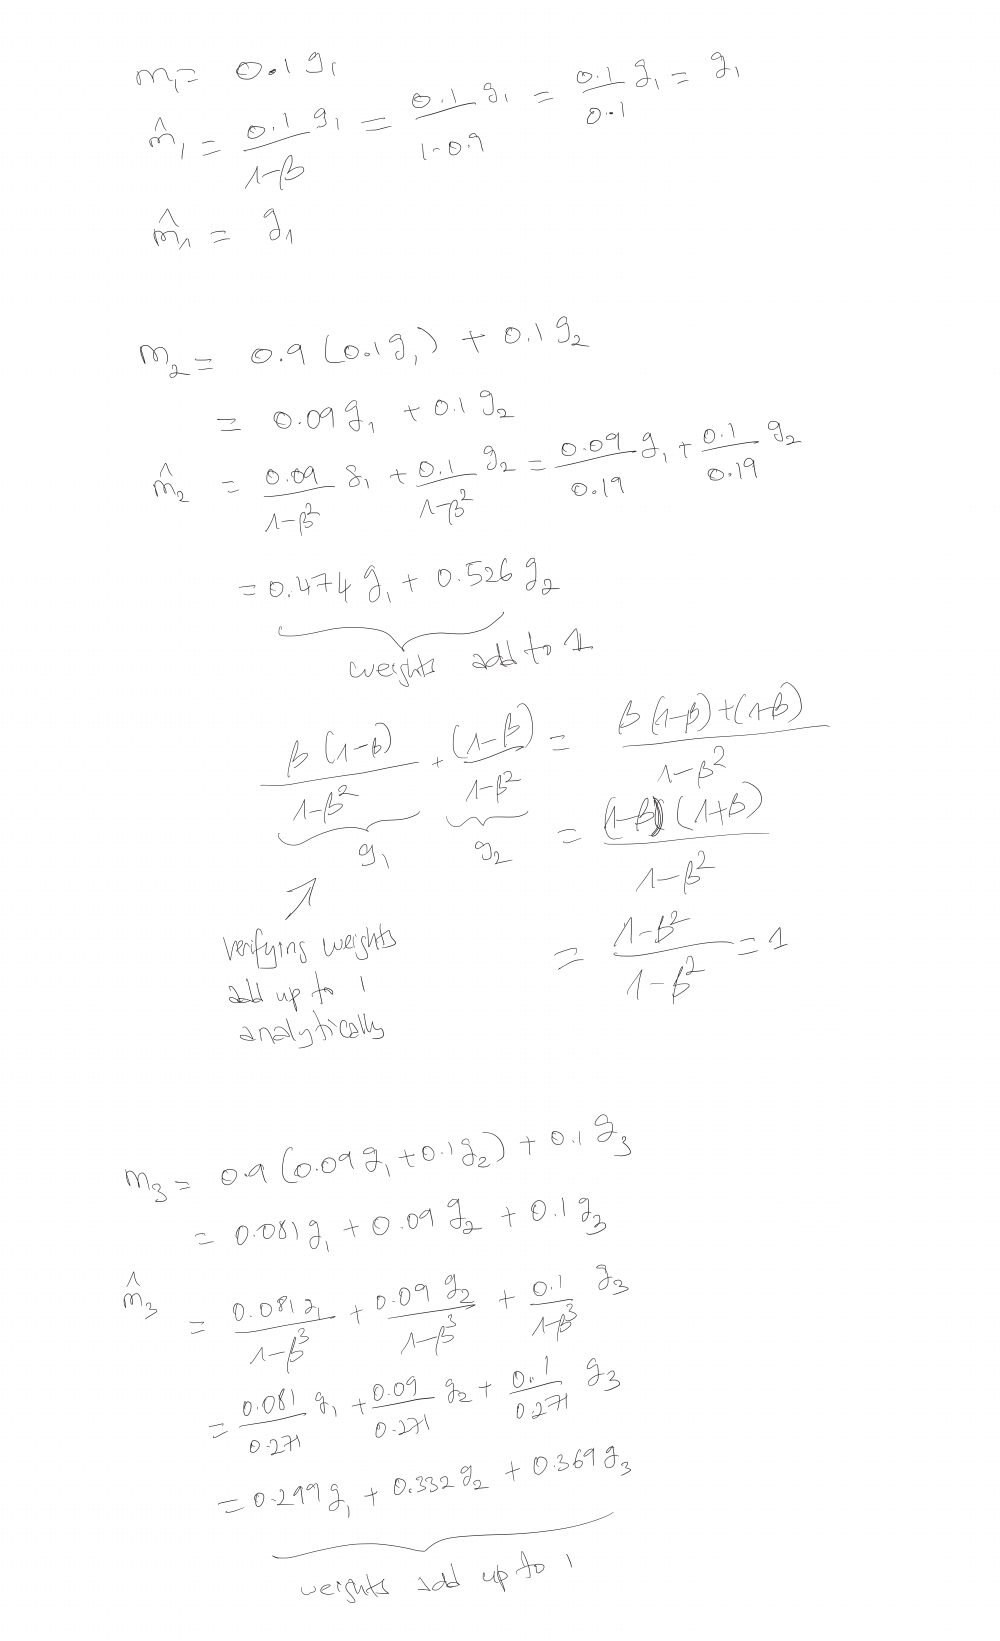 m₁ = 0.1 g₁
m̂₁ = 0.1 g₁ / (1-β) = 0.1 g₁ / (1-0.9) = 0.1/0.1 g₁ = g₁
m̂₁ = g₁
m₂ = 0.9 (0.1 g₁) + 0.1 g₂
= 0.09 g₁ + 0.1 g₂
m̂₂ = 0.09/(1-β²) g₁ + 0.1/(1-β²) g₂ = 0.09/0.19 g₁ + 0.1/0.19 g₂
= 0.474 g₁ + 0.526 g₂
weights add to 1
β(1-β)/(1-β²) + (1-β)/(1-β²) = (β(1-β)+(1-β))/(1-β²)
g₁ g₂ = (1-β)(1+β)/(1-β²)
= (1-β²)/(1-β²) = 1
verifying weights
add up to 1
analytically
m₃ = 0.9 (0.09 g₁ + 0.1 g₂) + 0.1 g₃
= 0.081 g₁ + 0.09 g₂ + 0.1 g₃
m̂₃ = 0.081 g₁/(1-β³) + 0.09 g₂/(1-β³) + 0.1/(1-β³) g₃
= 0.081/0.271 g₁ + 0.09/0.271 g₂ + 0.1/0.271 g₃
= 0.299 g₁ + 0.332 g₂ + 0.369 g₃
weights add up to 1